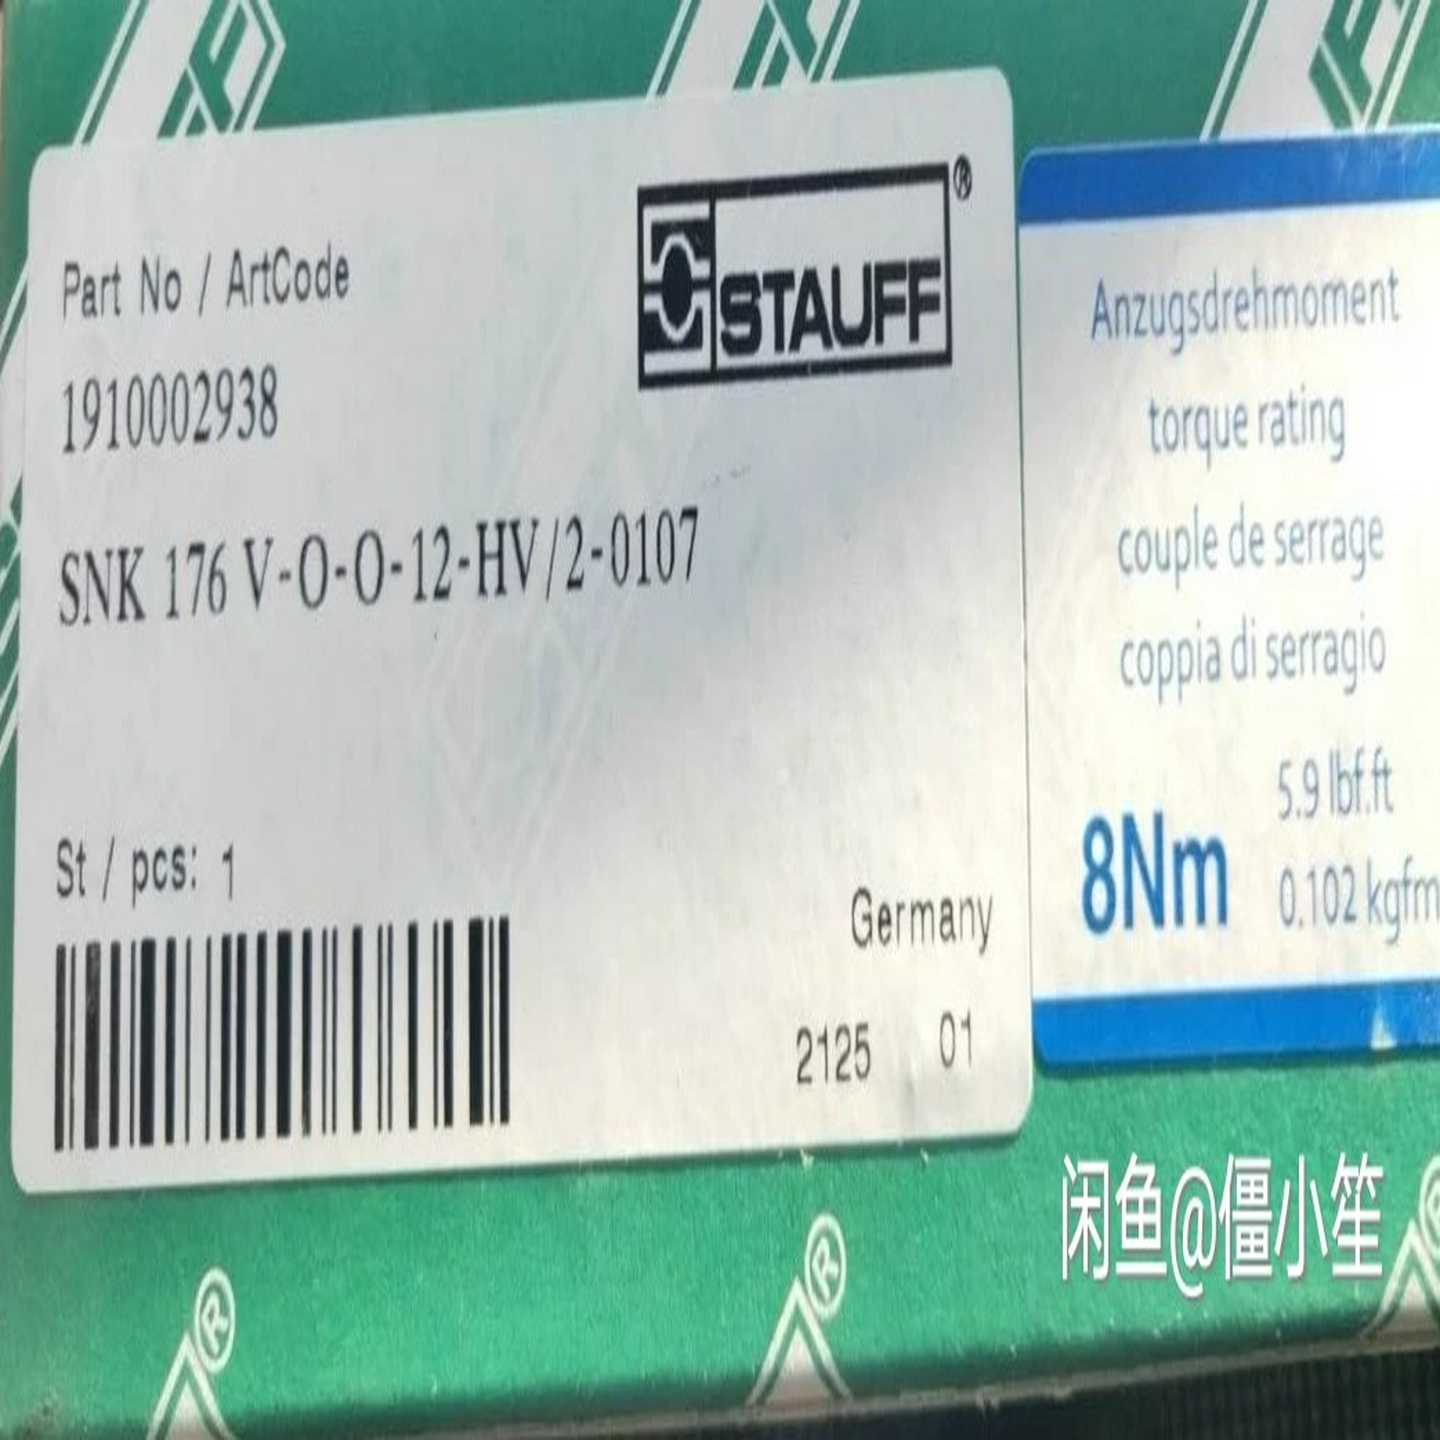 Part No / ArtCode
1910002938
SNK 176 V-O-O-12-HV/2-0107
St / pcs: 1
STAUFF®
Germany
2125 01
Anzugsdrehmoment
torque rating
couple de serrage
coppia di serragio
8Nm
5.9 lbf.ft
0.102 kgfm
闲鱼@僵小笙
®
®